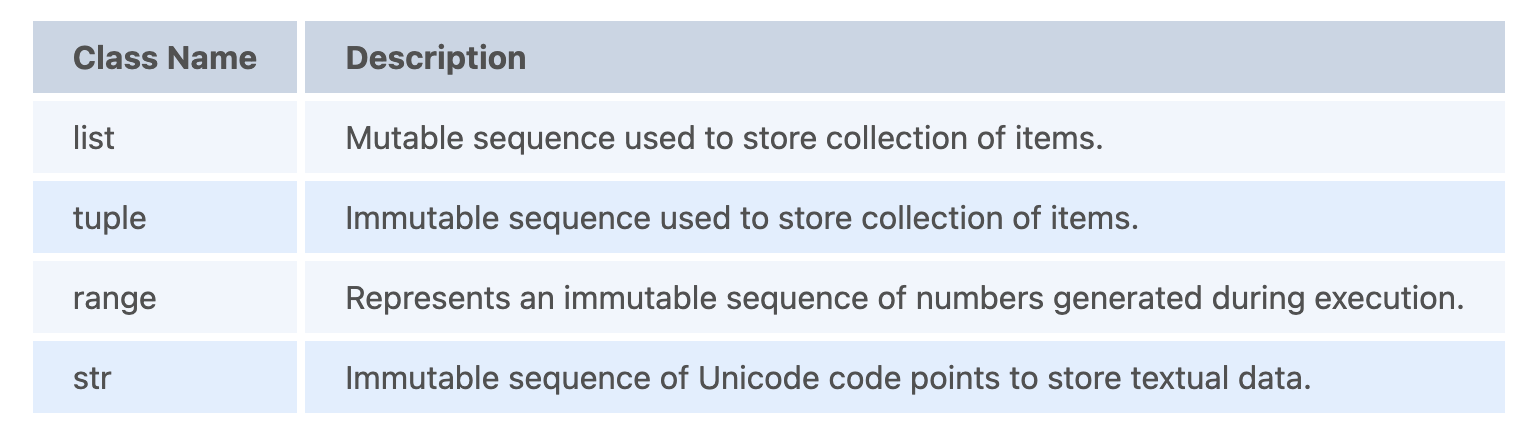 Class Name Description
list Mutable sequence used to store collection of items.
tuple Immutable sequence used to store collection of items.
range Represents an immutable sequence of numbers generated during execution.
str Immutable sequence of Unicode code points to store textual data.